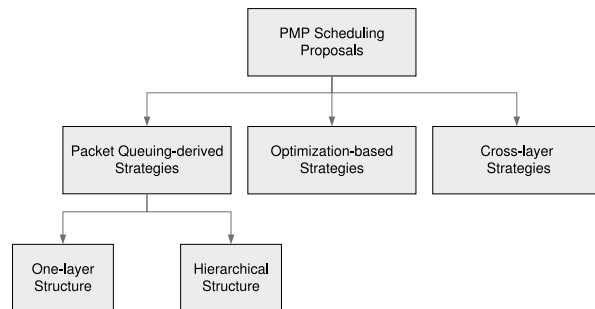 PMP Scheduling
Proposals
Packet Queuing-derived
Strategies
Optimization-based
Strategies
Cross-layer
Strategies
One-layer
Structure
Hierarchical
Structure